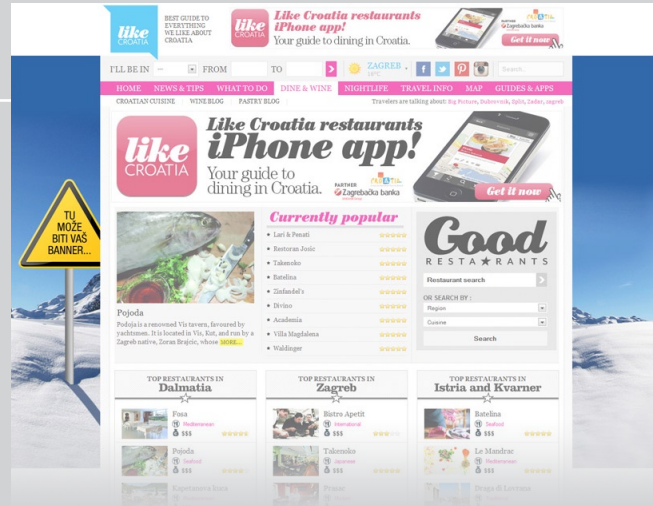 like
CROATIA
BEST GUIDE TO
EVERYTHING
WE LIKE ABOUT
CROATIA
like
CROATIA
Like Croatia restaurants
iPhone app!
Your guide to dining in Croatia.
PARTNER
Zagrebačka banka
Get it now
I'LL BE IN
FROM
TO
ZAGREB
Search...
HOME NEWS & TIPS WHAT TO DO DINE & WINE NIGHTLIFE TRAVEL INFO MAP GUIDES & APPS
CROATIAN CUISINE WINE BLOG PASTRY BLOG
Travelers are talking about: Big Picture, Dubrovnik, Split, Zadar, zagreb
like
CROATIA
Like Croatia restaurants
iPhone app!
Your guide to
dining in Croatia.
PARTNER
Zagrebačka banka
Get it now
TU
MOŽE
BITI VAŠ
BANNER...
Pojoda
Podoja is a renowned Vis tavern, favoured by
yachtsmen. It is located in Vis, Kut, and run by a
Zagreb native, Zoran Brajcic, whose MORE...
Currently popular
Lari & Penati
Restoran Josic
Takenoko
Batelina
Zinfandel's
Divino
Academia
Villa Magdalena
Waldinger
Good
RESTA★RANTS
Restaurant search
OR SEARCH BY :
Region
Cuisine
Search
TOP RESTAURANTS IN
Dalmatia
Fosa
Mediterranean
$$$
Pojoda
Seafood
$$$
TOP RESTAURANTS IN
Zagreb
Bistro Apetit
International
$$$
Takenoko
Japanese
$$$
TOP RESTAURANTS IN
Istria and Kvarner
Batelina
Seafood
$$$
Le Mandrac
Mediterranean
$$$